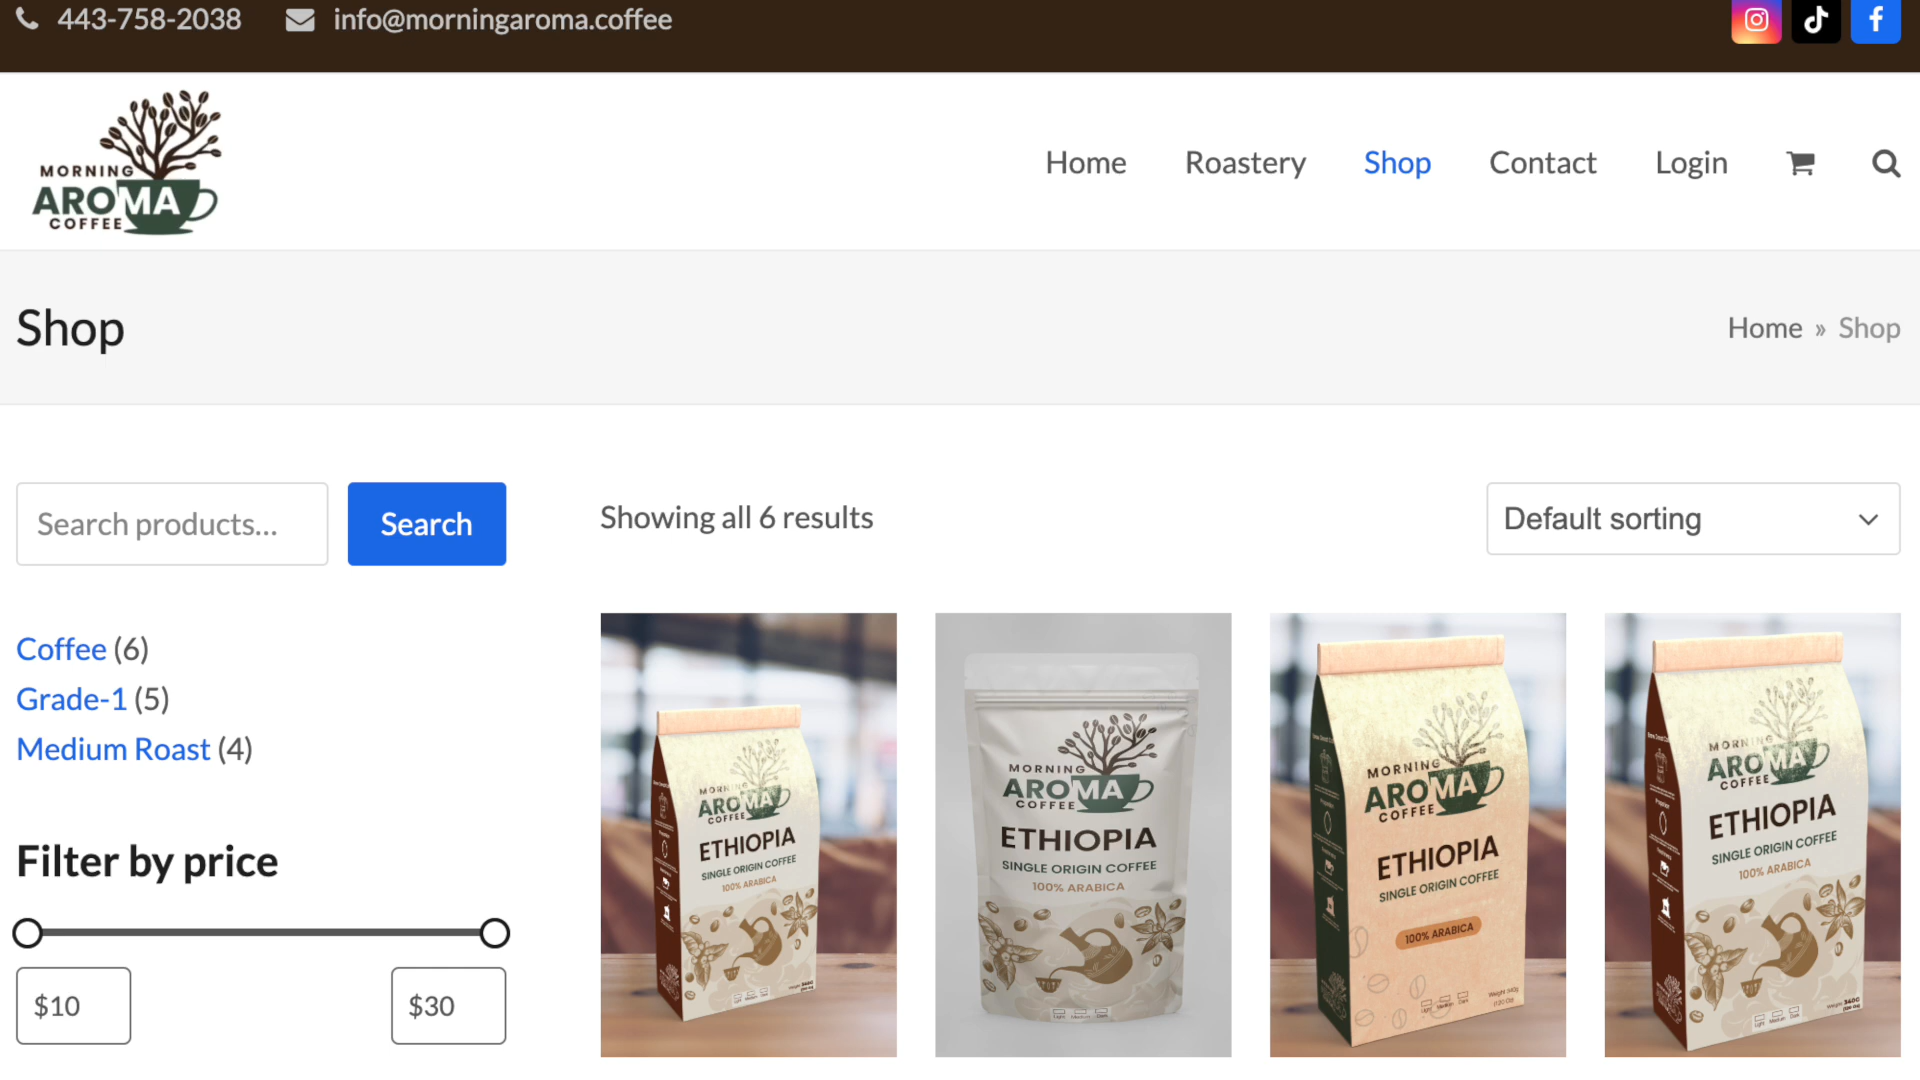 443-758-2038
info@morningaroma.coffee
MORNING
AROMA
COFFEE
Home
Roastery
Shop
Contact
Login
Shop
Home » Shop
Search products...
Search
Showing all 6 results
Default sorting
Coffee (6)
Grade-1 (5)
Medium Roast (4)
Filter by price
$10
$30
MORNING
AROMA
COFFEE
ETHIOPIA
SINGLE ORIGIN COFFEE
100% ARABICA
MORNING
AROMA
COFFEE
ETHIOPIA
SINGLE ORIGIN COFFEE
100% ARABICA
MORNING
AROMA
COFFEE
ETHIOPIA
SINGLE ORIGIN COFFEE
100% ARABICA
MORNING
AROMA
COFFEE
ETHIOPIA
SINGLE ORIGIN COFFEE
100% ARABICA